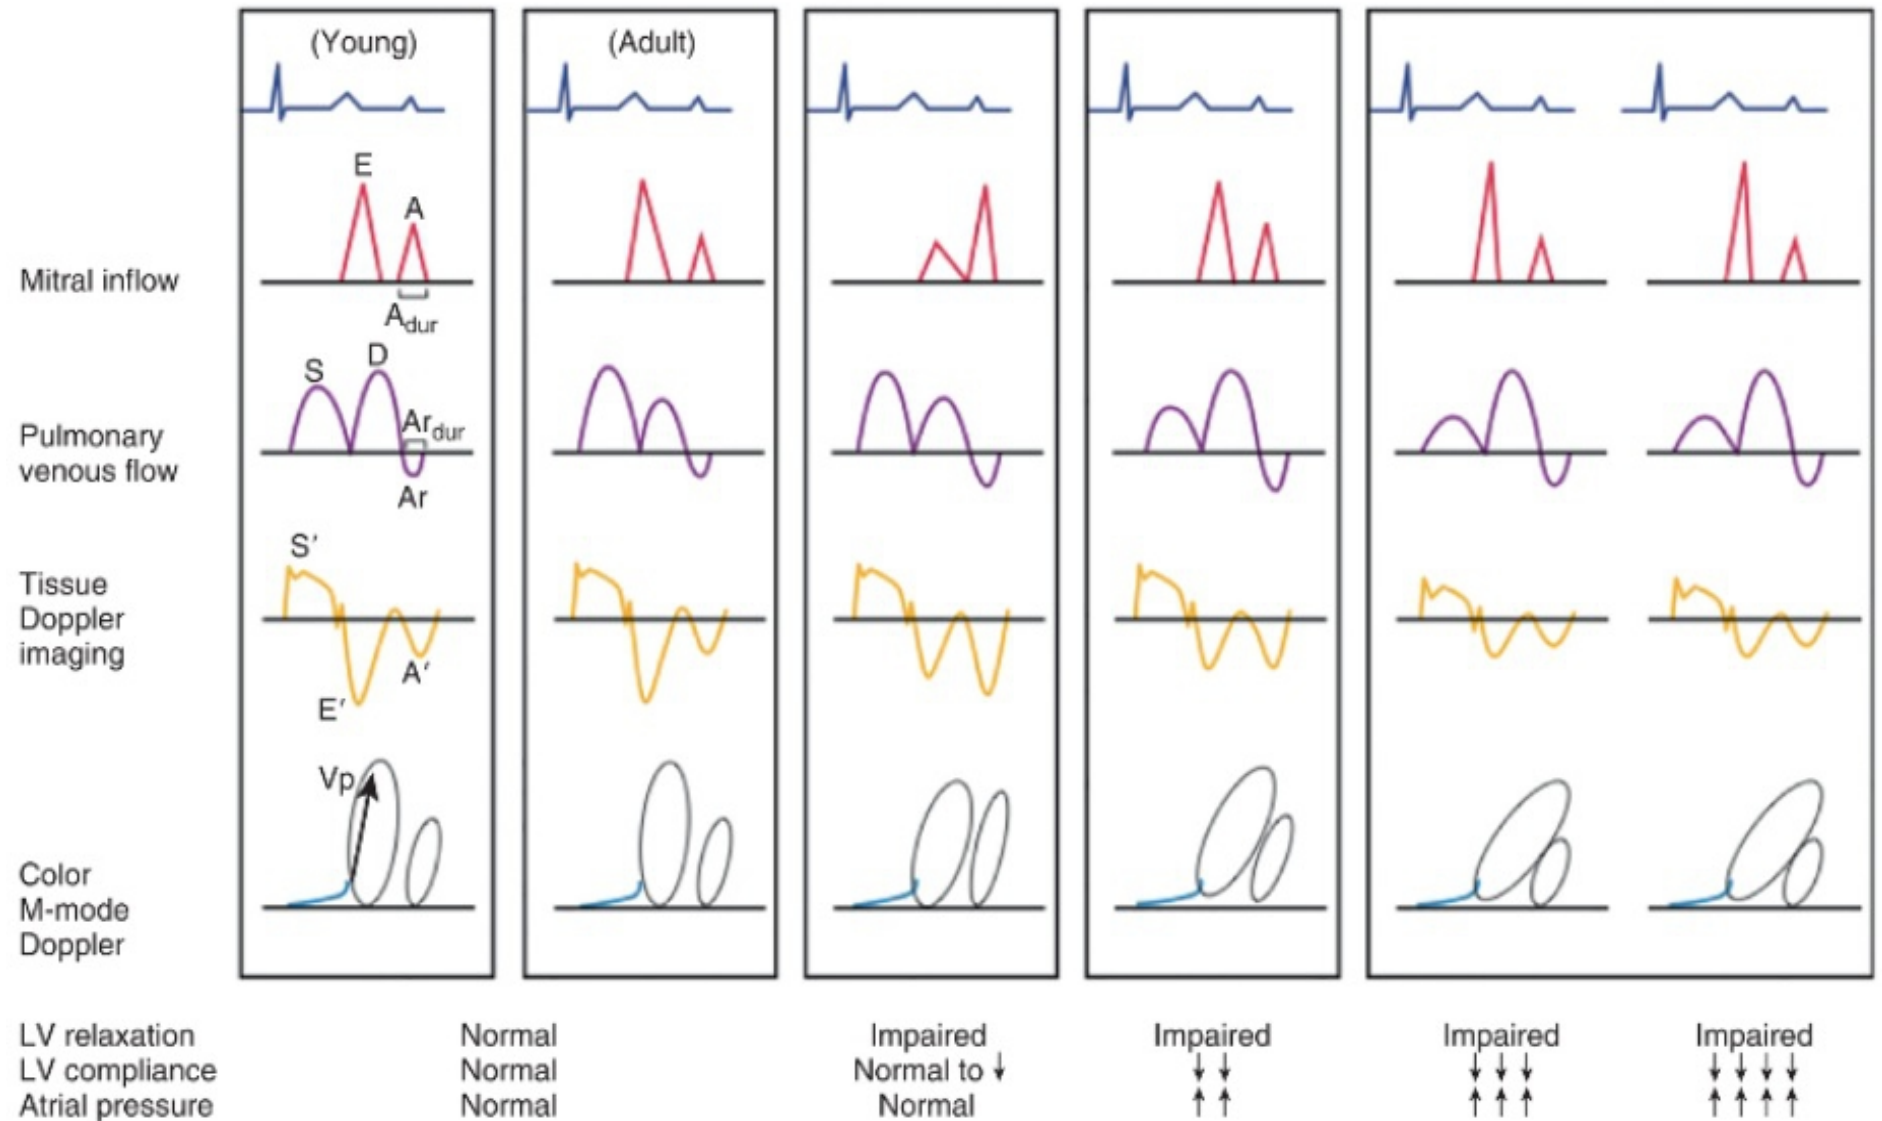 (Young)
(Adult)
E
A
Mitral inflow
Adur
S
D
Pulmonary
venous flow
Ardur
Ar
S′
Tissue
Doppler
imaging
A′
E′
Vp
Color
M-mode
Doppler
LV relaxation Normal Impaired Impaired Impaired Impaired
LV compliance Normal Normal to ↓ ↓↓ ↓↓↓ ↓↓↓↓
Atrial pressure Normal Normal ↑↑ ↑↑↑ ↑↑↑↑